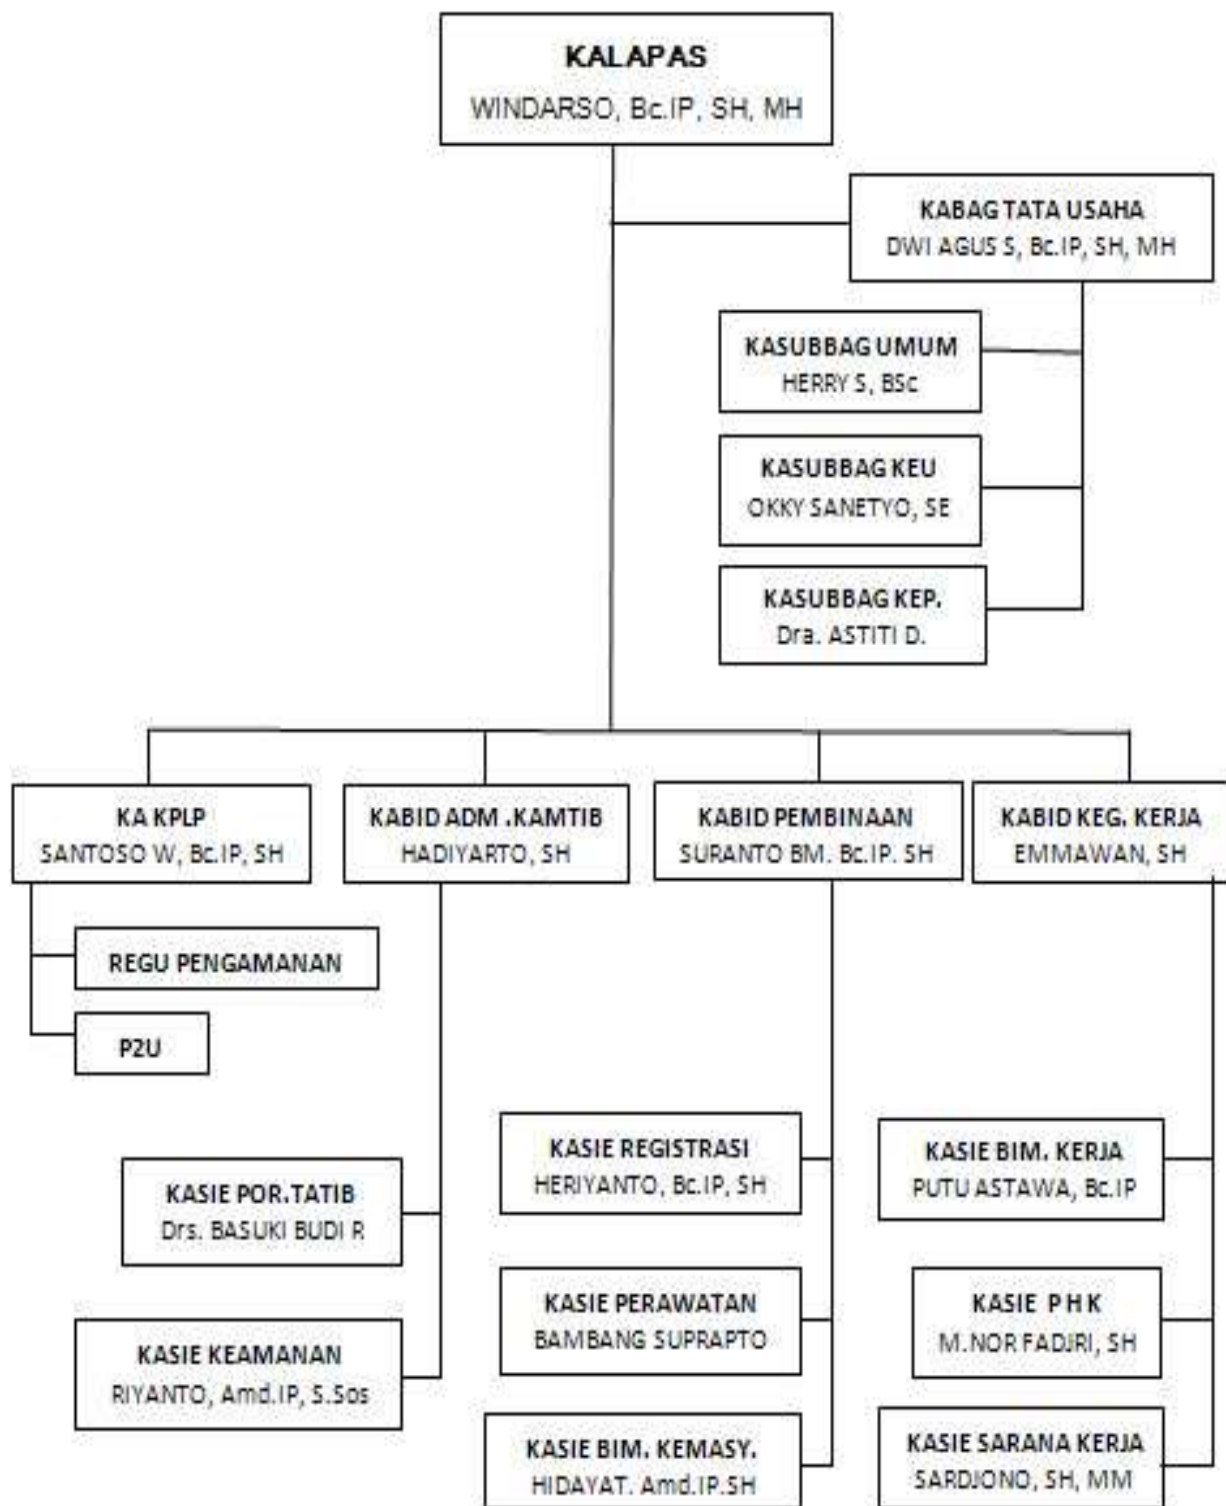 KALAPAS
WINDARSO, Bc.IP, SH, MH
KABAG TATA USAHA
DWI AGUS S, Bc.IP, SH, MH
KASUBBAG UMUM
HERRY S, BSc
KASUBBAG KEU
OKKY SANETYO, SE
KASUBBAG KEP.
Dra. ASTITI D.
KA KPLP
SANTOSO W, Bc.IP, SH
KABID ADM .KAMTIB
HADIYARTO, SH
KABID PEMBINAAN
SURANTO BM. Bc.IP. SH
KABID KEG. KERJA
EMMAWAN, SH
REGU PENGAMANAN
P2U
KASIE POR.TATIB
Drs. BASUKI BUDI R
KASIE KEAMANAN
RIYANTO, Amd.IP, S.Sos
KASIE REGISTRASI
HERIYANTO, Bc.IP, SH
KASIE PERAWATAN
BAMBANG SUPRAPTO
KASIE BIM. KEMASY.
HIDAYAT. Amd.IP.SH
KASIE BIM. KERJA
PUTU ASTAWA, Bc.IP
KASIE P H K
M.NOR FADJRI, SH
KASIE SARANA KERJA
SARDJONO, SH, MM